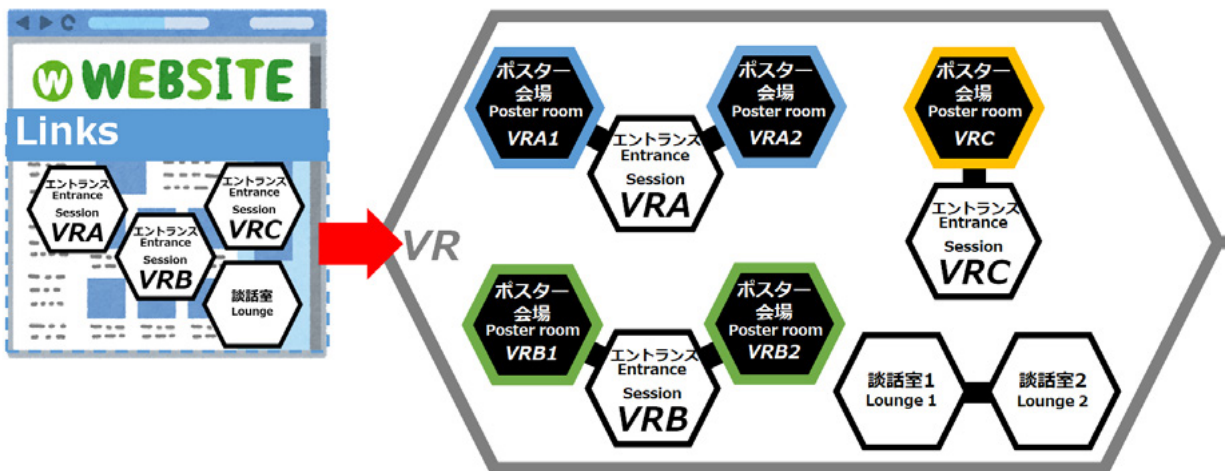 W WEBSITE
Links
エントランス
Entrance
Session
VRA
エントランス
Entrance
Session
VRB
エントランス
Entrance
Session
VRC
談話室
Lounge
VR
ポスター
会場
Poster room
VRA1
エントランス
Entrance
Session
VRA
ポスター
会場
Poster room
VRA2
ポスター
会場
Poster room
VRC
エントランス
Entrance
Session
VRC
ポスター
会場
Poster room
VRB1
エントランス
Entrance
Session
VRB
ポスター
会場
Poster room
VRB2
談話室1
Lounge 1
談話室2
Lounge 2